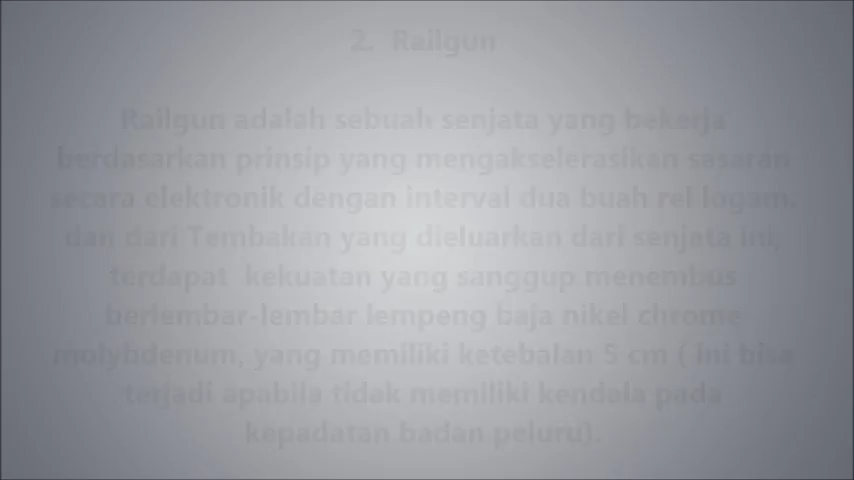 2. Railgun
Railgun adalah sebuah senjata yang bekerja
berdasarkan prinsip yang mengakselerasikan sasaran
secara elektronik dengan interval dua buah rel logam.
dan dari Tembakan yang dieluarkan dari senjata ini,
terdapat kekuatan yang sanggup menembus
berlembar-lembar lempeng baja nikel chrome
molybdenum, yang memiliki ketebalan 5 cm ( Ini bisa
terjadi apabila tidak memiliki kendala pada
kepadatan badan peluru).